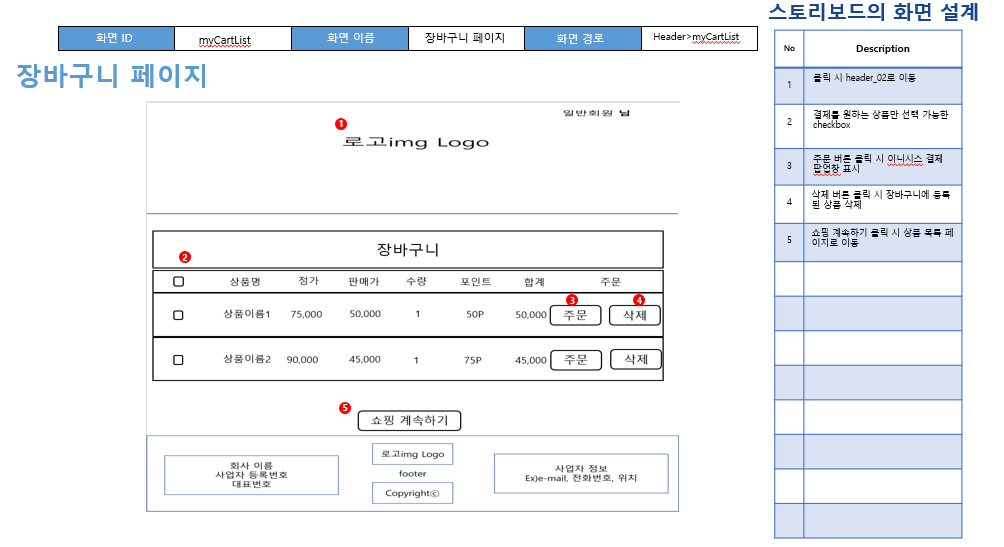 스토리보드의 화면 설계
화면 ID
myCartList
화면 이름
장바구니 페이지
화면 경로
Header>myCartList
장바구니 페이지
일반회원 님
1
로고img Logo
장바구니
2
상품명 정가 판매가 수량 포인트 합계 주문
3
4
상품이름1 75,000 50,000 1 50P 50,000 주문 삭제
상품이름2 90,000 45,000 1 75P 45,000 주문 삭제
5
쇼핑 계속하기
회사 이름
사업자 등록번호
대표번호
로고img Logo
footer
Copyrightⓒ
사업자 정보
Ex)e-mail, 전화번호, 위치
No Description
1 클릭 시 header_02로 이동
2 결제를 원하는 상품만 선택 가능한
checkbox
3 주문 버튼 클릭 시 이니시스 결제
팝업창 표시
4 삭제 버튼 클릭 시 장바구니에 등록
된 상품 삭제
5 쇼핑 계속하기 클릭 시 상품 목록 페
이지로 이동